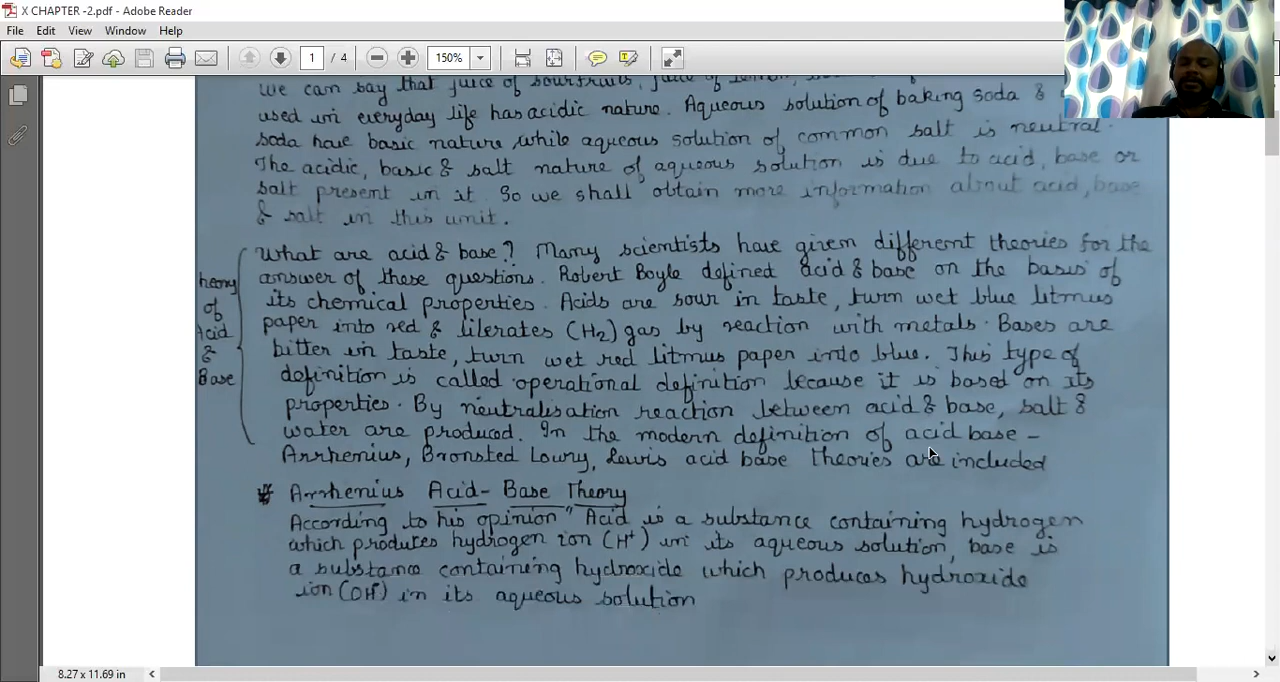 X CHAPTER -2.pdf - Adobe Reader
File Edit View Window Help
1 / 4 150%
we can say that juice of sourfruits, juice of lemon,
used in everyday life has acidic nature. Aqueous solution of baking soda &
soda have basic nature, while aqueous solution of common salt is neutral.
The acidic, basic & salt nature of aqueous solution is due to acid, base or
salt present in it. So we shall obtain more information about acid, base
& salt in this unit.
Theory of Acid & Base
What are acid & base? Many scientists have given different theories for the
answer of these questions. Robert Boyle defined acid & base on the basis of
its chemical properties. Acids are sour in taste, turn wet blue litmus
paper into red & liberates (H2) gas by reaction with metals. Bases are
bitter in taste, turn wet red litmus paper into blue. This type of
definition is called operational definition because it is based on its
properties. By neutralisation reaction between acid & base, salt &
water are produced. In the modern definition of acid base -
Arrhenius, Bronsted Lowry, Lewis acid base theories are included
# Arrhenius Acid-Base Theory
According to his opinion "Acid is a substance containing hydrogen
which produces hydrogen ion (H+) in its aqueous solution, base is
a substance containing hydroxide which produces hydroxide
ion (OH-) in its aqueous solution
8.27 x 11.69 in